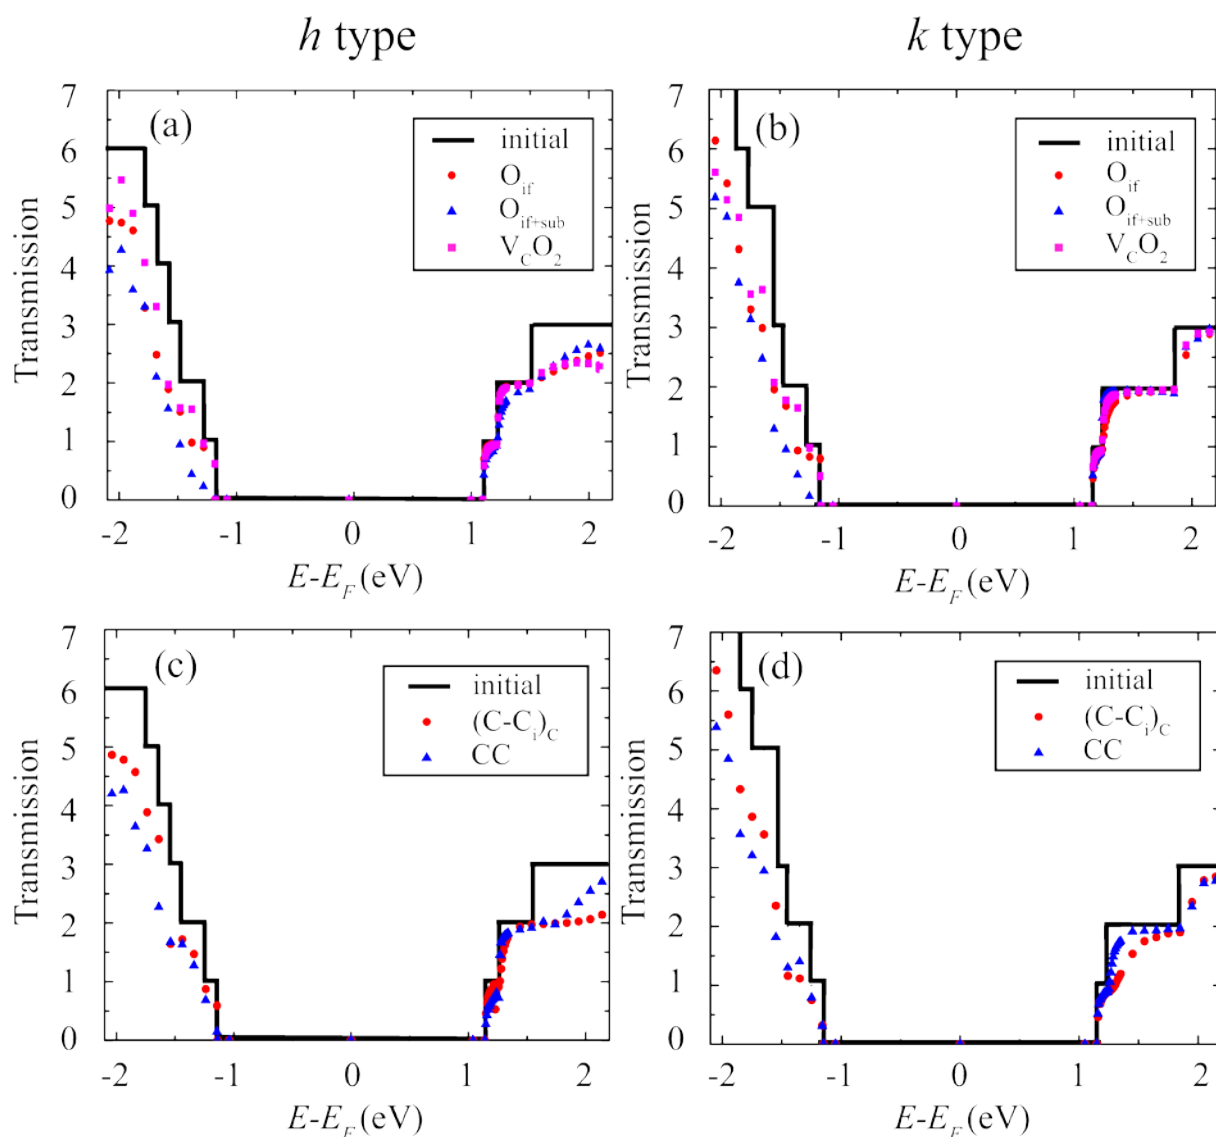 h type
k type
7
6
5
4
3
2
1
0
Transmission
(a)
initial
O_if
O_if+sub
V_CO_2
-2
-1
0
1
2
E-E_F (eV)
7
6
5
4
3
2
1
0
Transmission
(b)
initial
O_if
O_if+sub
V_CO_2
-2
-1
0
1
2
E-E_F (eV)
7
6
5
4
3
2
1
0
Transmission
(c)
initial
(C-C_i)_C
CC
-2
-1
0
1
2
E-E_F (eV)
7
6
5
4
3
2
1
0
Transmission
(d)
initial
(C-C_i)_C
CC
-2
-1
0
1
2
E-E_F (eV)